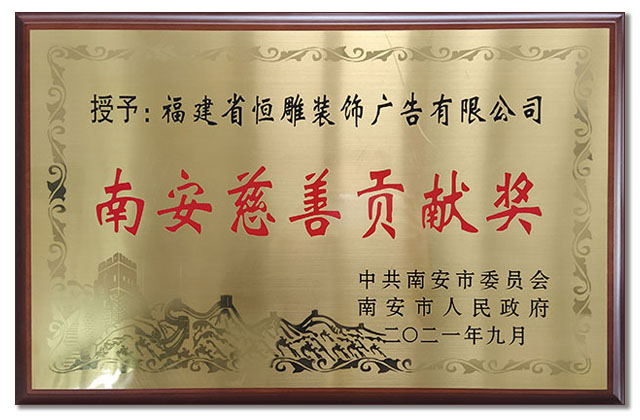 授予：福建省恒雕装饰广告有限公司
南安慈善贡献奖
中共南安市委员会
南安市人民政府
二〇二一年九月